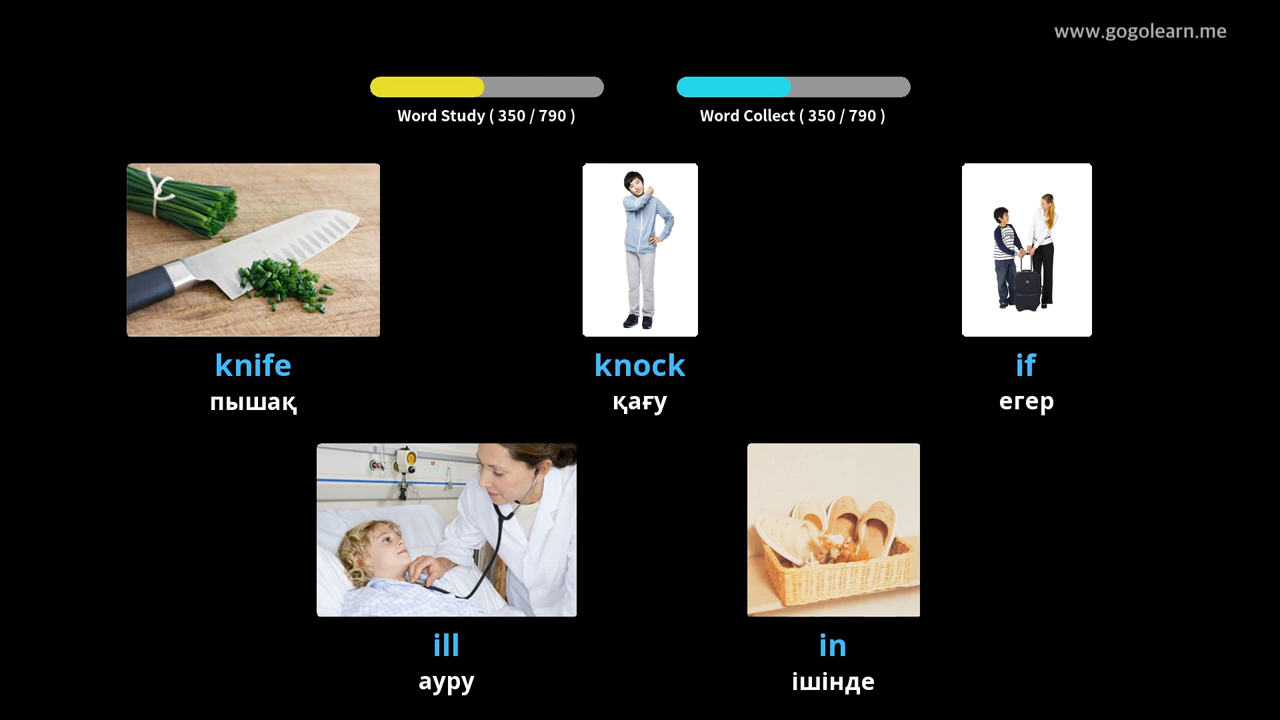 www.gogolearn.me
Word Study ( 350 / 790 )
Word Collect ( 350 / 790 )
knife
пышақ
knock
қағу
if
егер
ill
ауру
in
ішінде